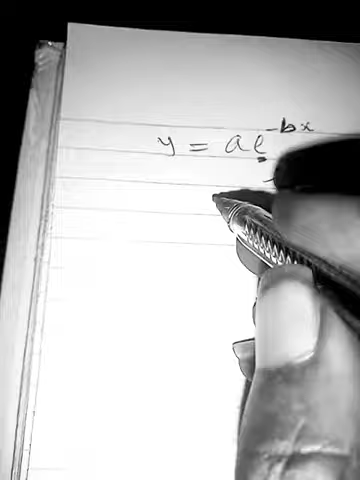 y = ae^-bx